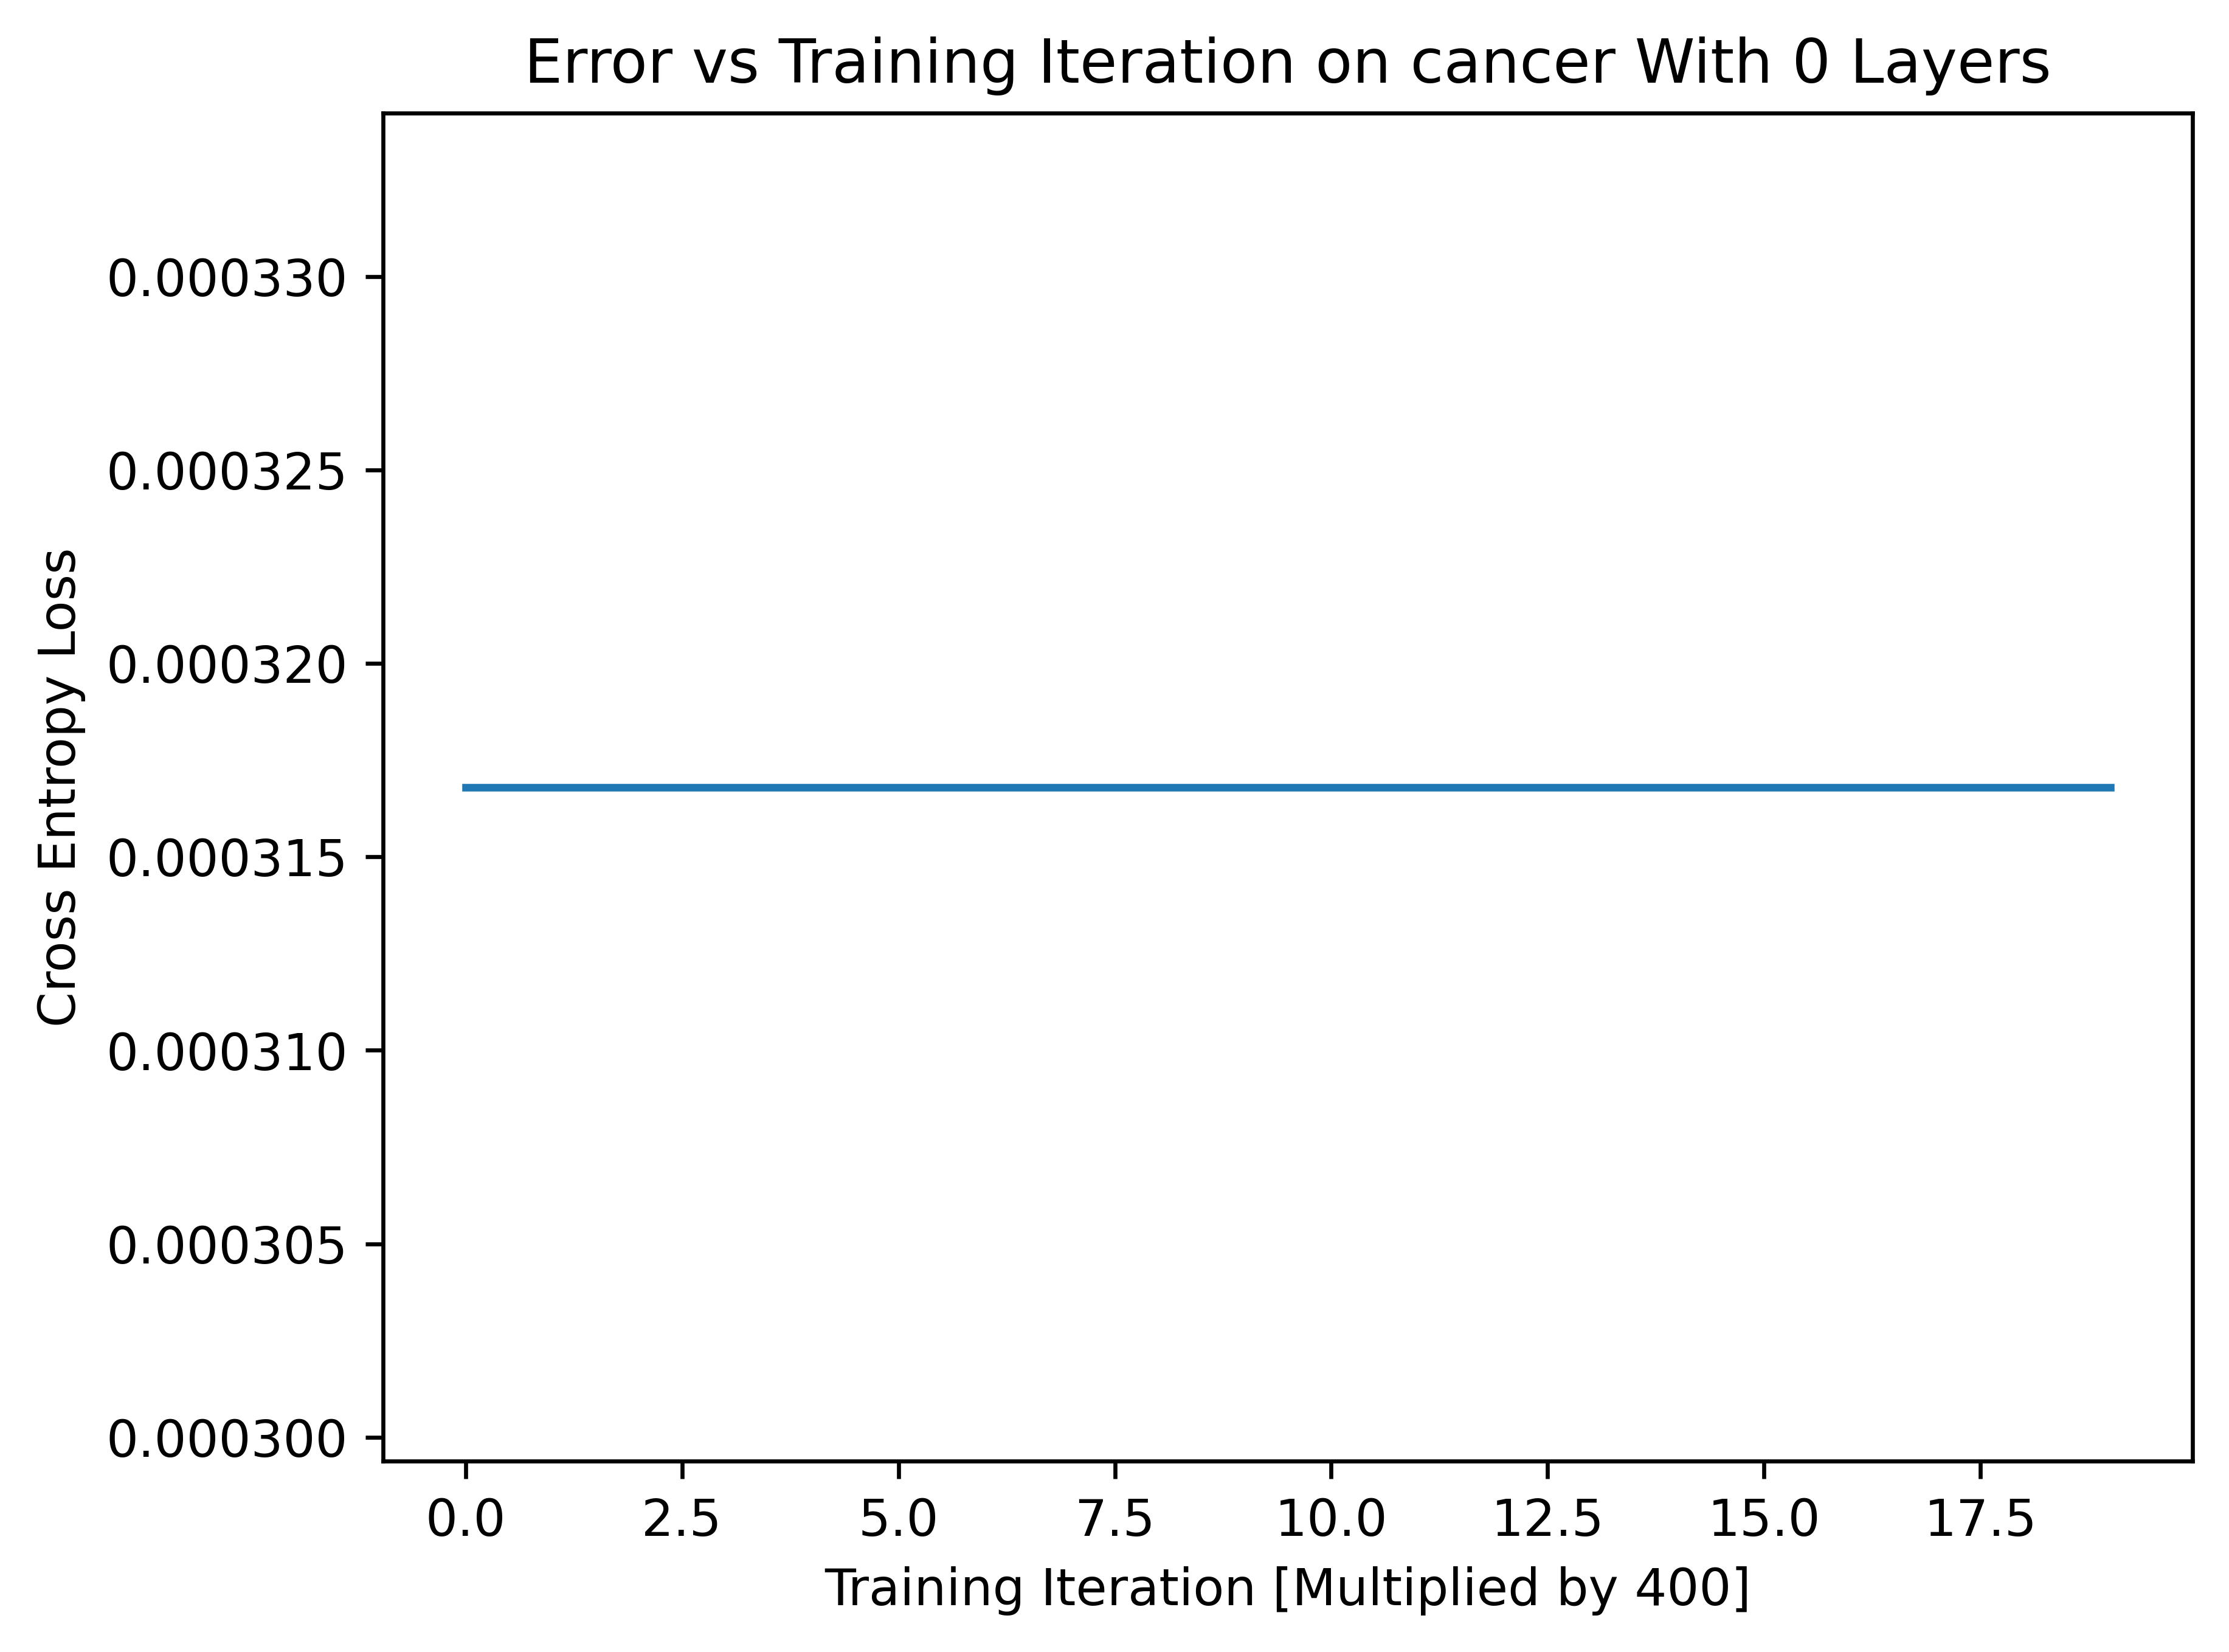 Error vs Training Iteration on cancer With 0 Layers
Cross Entropy Loss
0.000330
0.000325
0.000320
0.000315
0.000310
0.000305
0.000300
0.0 2.5 5.0 7.5 10.0 12.5 15.0 17.5
Training Iteration [Multiplied by 400]